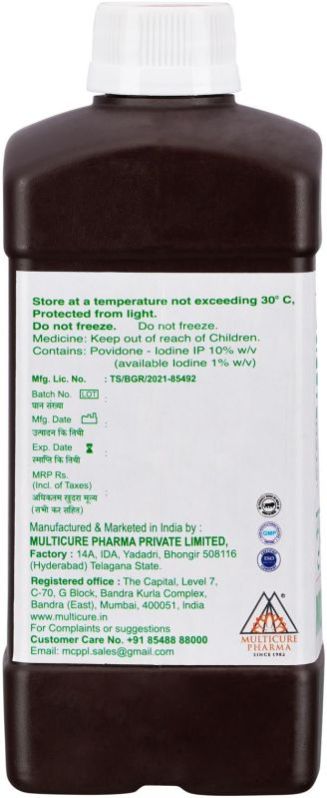 Store at a temperature not exceeding 30° C,
Protected from light.
Do not freeze. Do not freeze.
Medicine: Keep out of reach of Children.
Contains: Povidone - Iodine IP 10% w/v
(available Iodine 1% w/v)
Mfg. Lic. No. : TS/BGR/2021-85492
Batch No. LOT :
घान संख्या
Mfg. Date :
उत्पादन कि तिथी
Exp. Date :
समाप्ति कि तिथी
MRP Rs. :
(Incl. of Taxes)
अधिकतम खुदरा मूल्य
(सभी कर सहित)
Manufactured & Marketed in India by :
MULTICURE PHARMA PRIVATE LIMITED,
Factory : 14A, IDA, Yadadri, Bhongir 508116
(Hyderabad) Telagana State.
Registered office : The Capital, Level 7,
C-70, G Block, Bandra Kurla Complex,
Bandra (East), Mumbai, 400051, India
www.multicure.in
For Complaints or suggestions
Customer Care No. +91 85488 88000
Email: mcppl.sales@gmail.com
GMP
ISO
MULTICURE
PHARMA
SINCE 1982